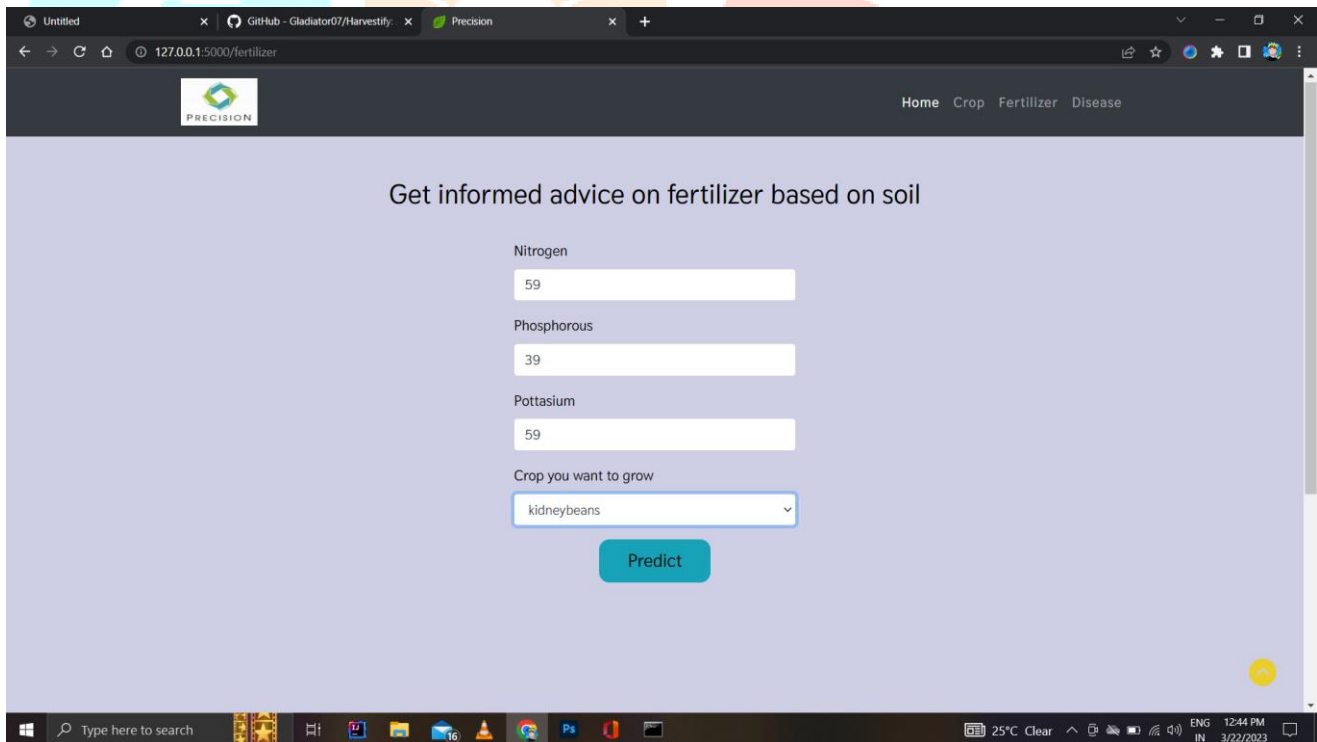 Untitled
GitHub - Gladiator07/Harvestify:
Precision
127.0.0.1:5000/fertilizer
PRECISION
Home Crop Fertilizer Disease
Get informed advice on fertilizer based on soil
Nitrogen
59
Phosphorous
39
Pottasium
59
Crop you want to grow
kidneybeans
Predict
Type here to search
16
Ps
25°C Clear
ENG
IN
12:44 PM
3/22/2023